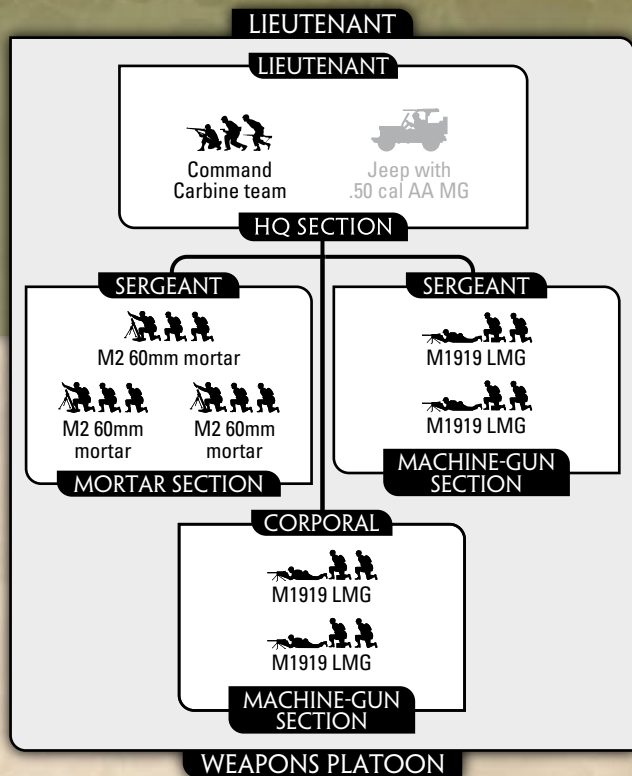 LIEUTENANT
LIEUTENANT
Command
Carbine team
Jeep with
.50 cal AA MG
HQ SECTION
SERGEANT
M2 60mm mortar
M2 60mm
mortar
M2 60mm
mortar
MORTAR SECTION
SERGEANT
M1919 LMG
M1919 LMG
MACHINE-GUN
SECTION
CORPORAL
M1919 LMG
M1919 LMG
MACHINE-GUN
SECTION
WEAPONS PLATOON